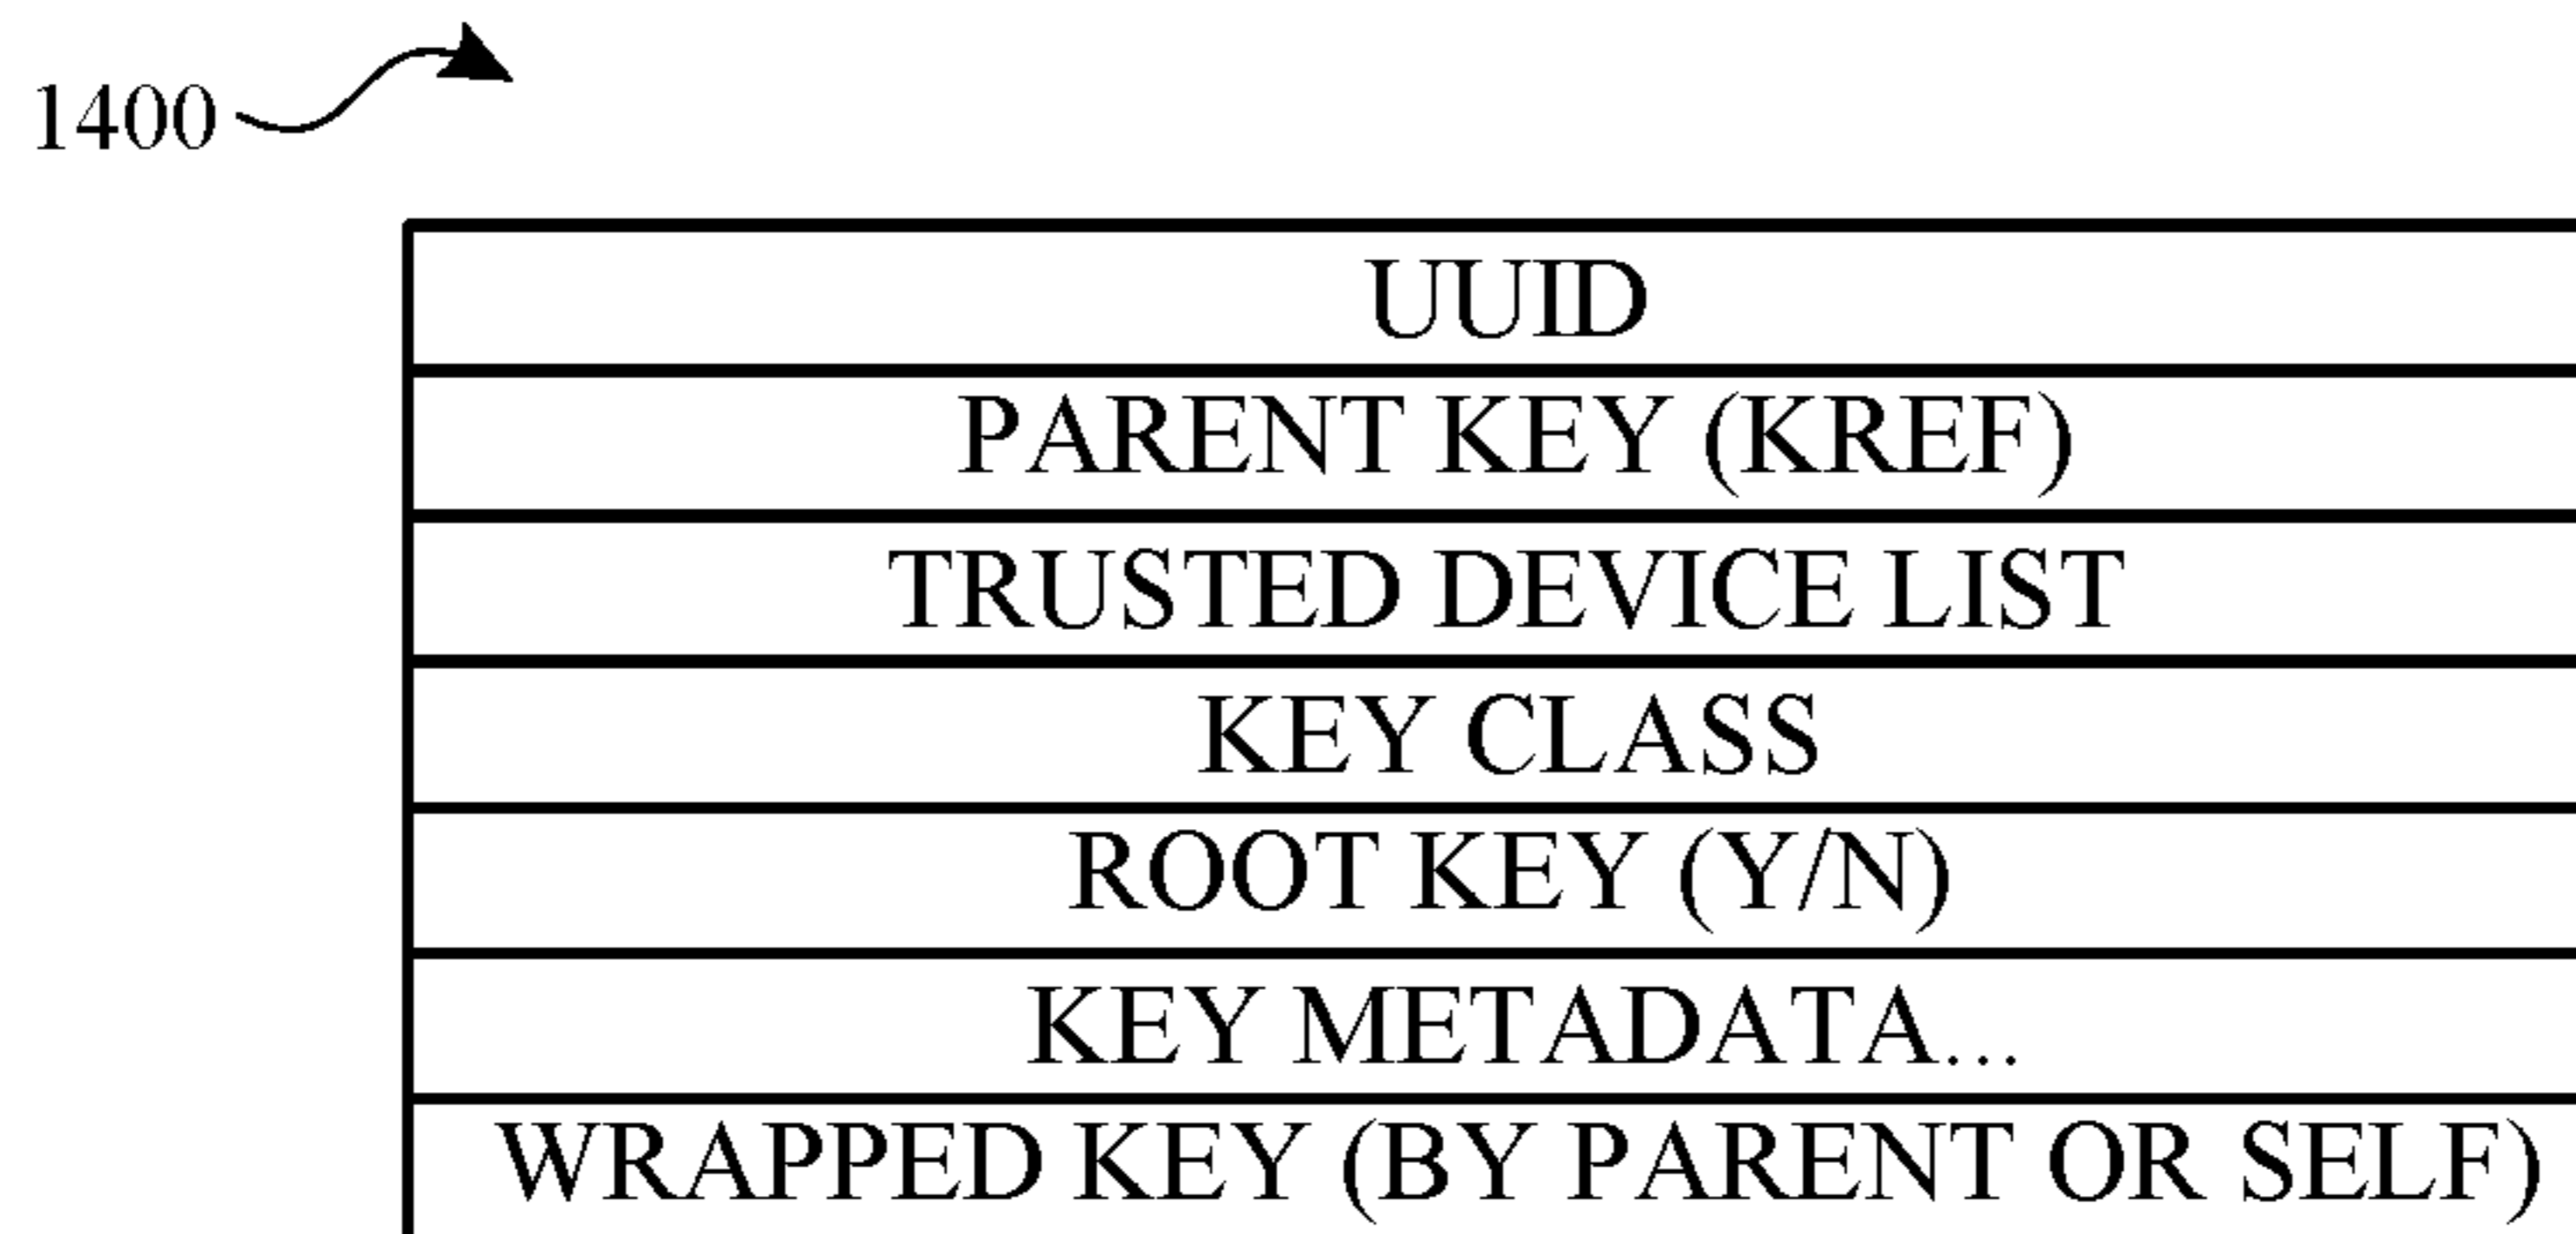 1400
UUID
PARENT KEY (KREF)
TRUSTED DEVICE LIST
KEY CLASS
ROOT KEY (Y/N)
KEY METADATA...
WRAPPED KEY (BY PARENT OR SELF)